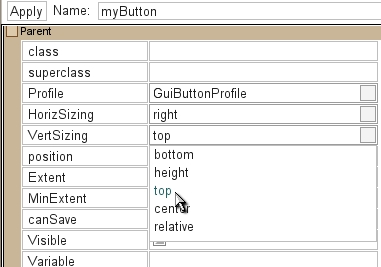 Apply Name: myButton
Parent
class
superclass
Profile GuiButtonProfile
HorizSizing right
VertSizing top
position bottom
Extent height
MinExtent top
canSave center
Visible relative
Variable